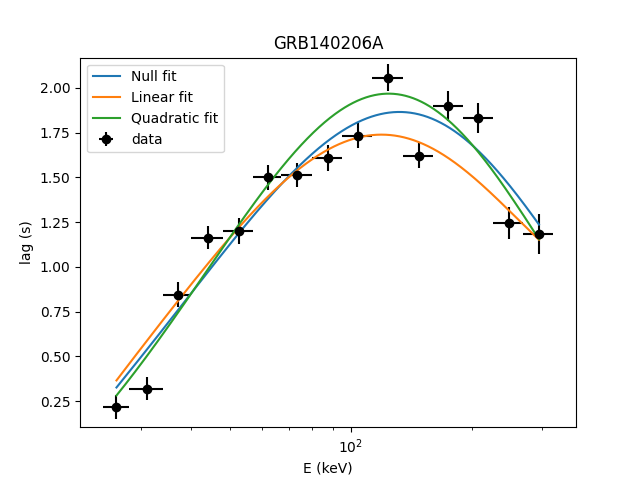 GRB140206A
Null fit
Linear fit
Quadratic fit
data
2.00
1.75
1.50
1.25
1.00
0.75
0.50
0.25
lag (s)
10²
E (keV)